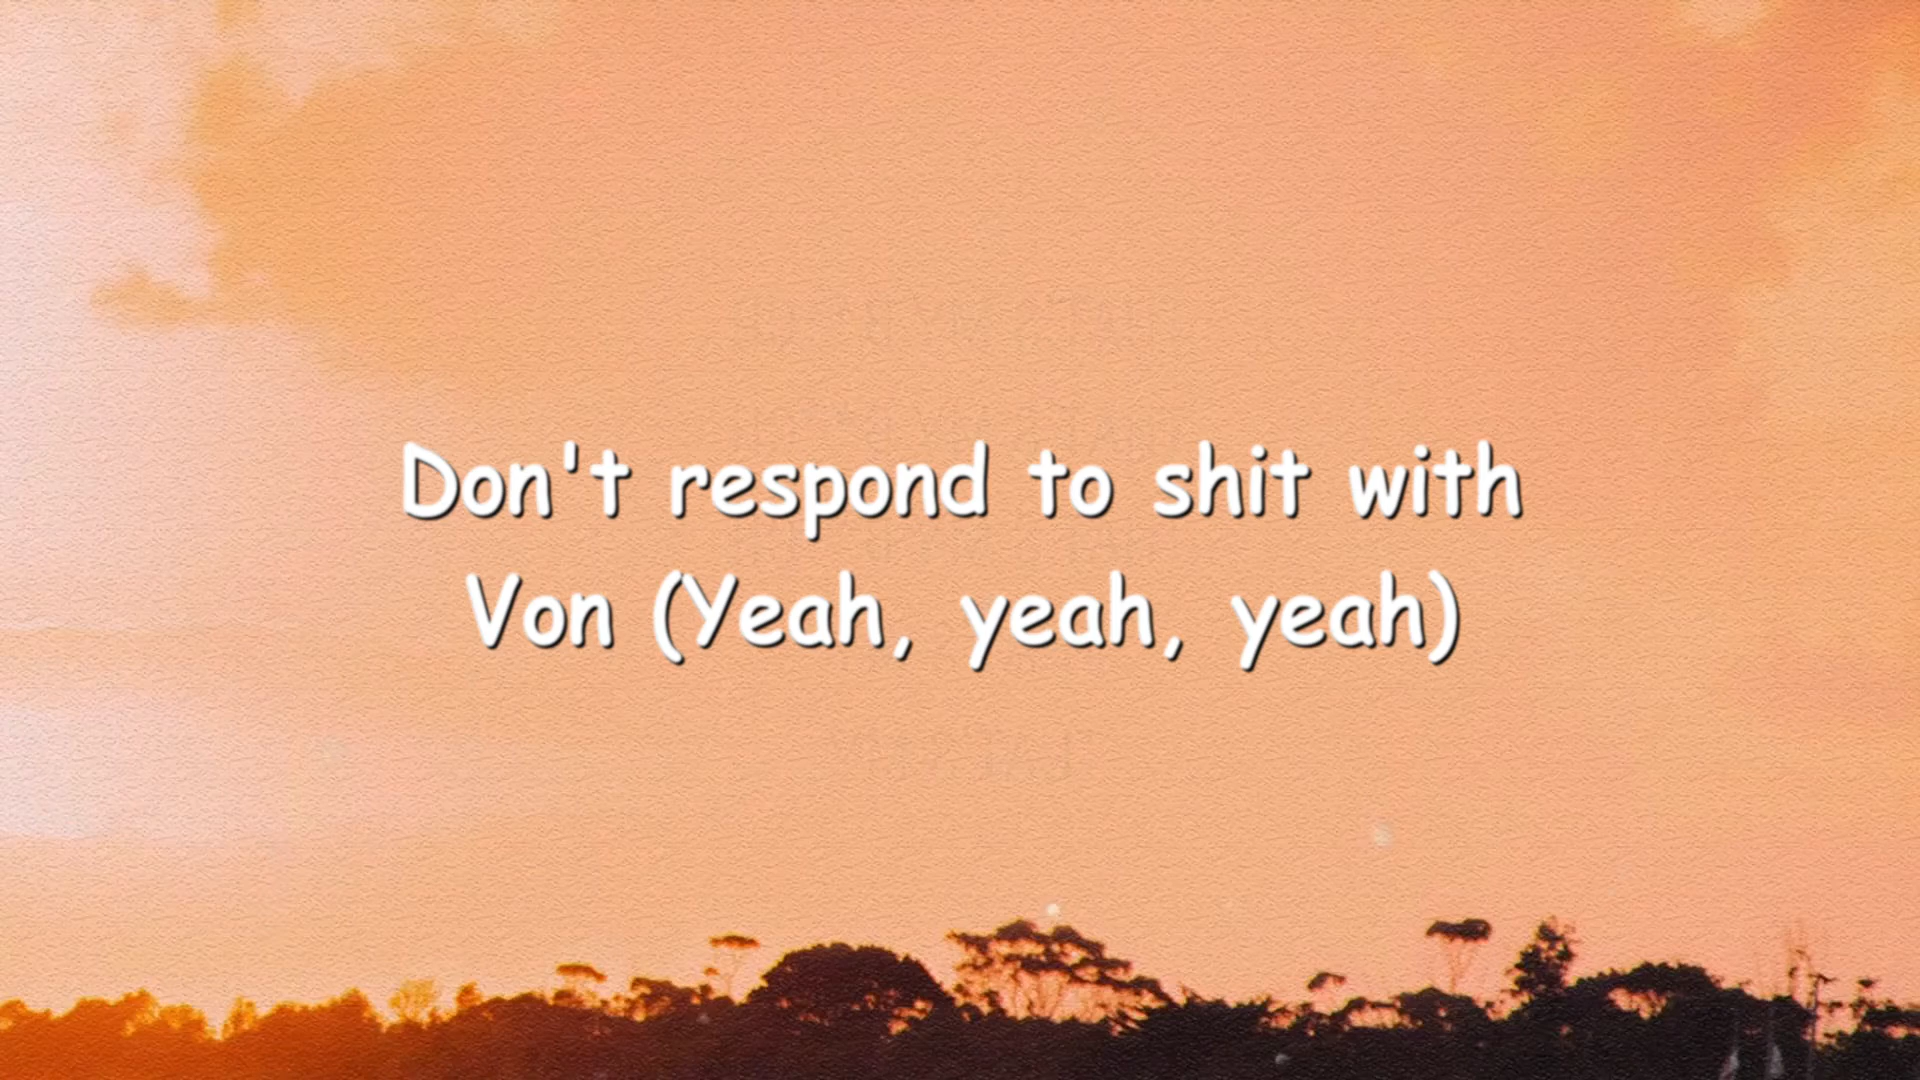 Don't respond to shit with
Von (Yeah, yeah, yeah)